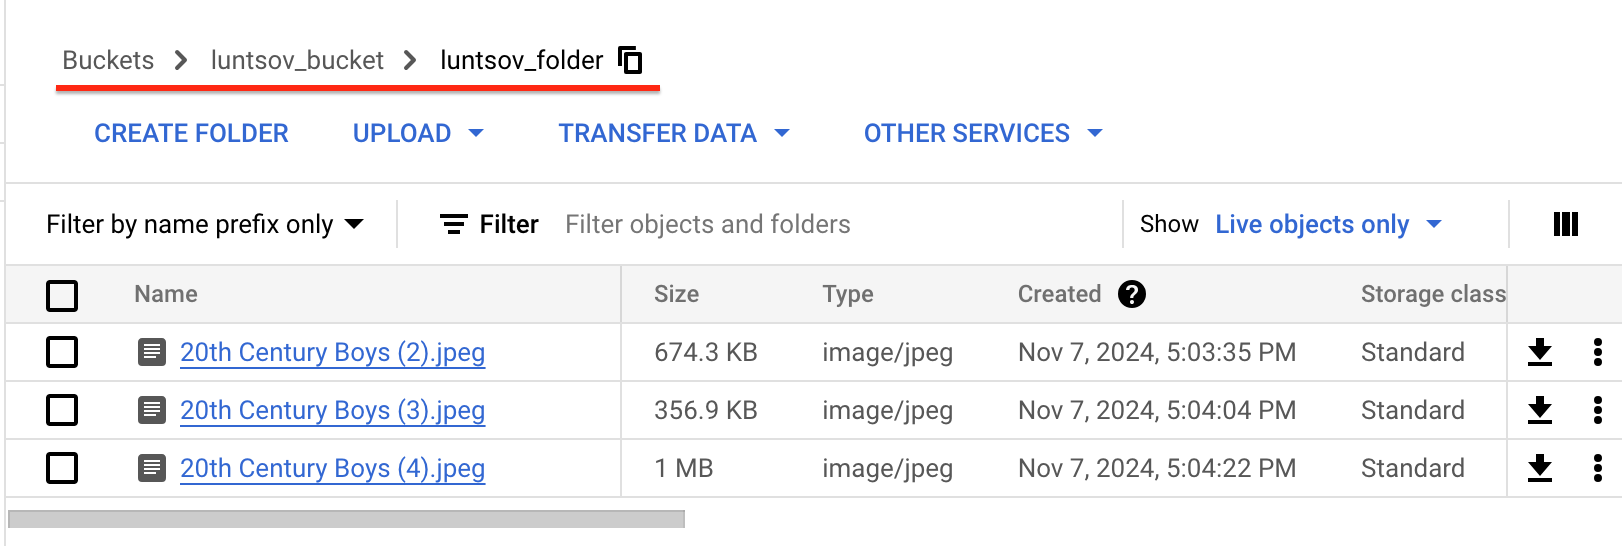 Buckets > luntsov_bucket > luntsov_folder
CREATE FOLDER UPLOAD TRANSFER DATA OTHER SERVICES
Filter by name prefix only Filter Filter objects and folders Show Live objects only
Name Size Type Created ? Storage class
20th Century Boys (2).jpeg 674.3 KB image/jpeg Nov 7, 2024, 5:03:35 PM Standard
20th Century Boys (3).jpeg 356.9 KB image/jpeg Nov 7, 2024, 5:04:04 PM Standard
20th Century Boys (4).jpeg 1 MB image/jpeg Nov 7, 2024, 5:04:22 PM Standard